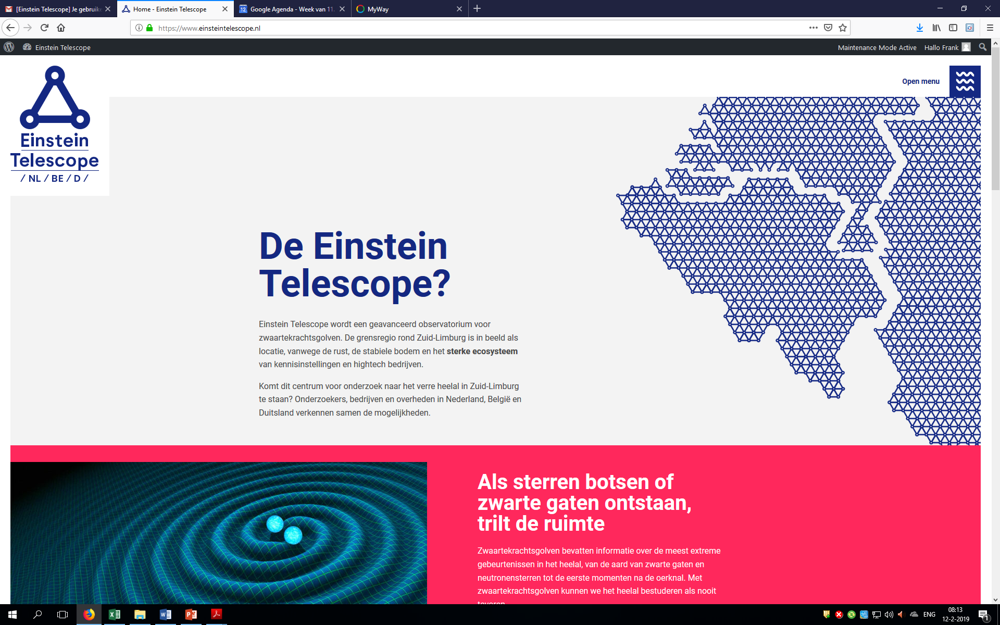 [Einstein Telescope] Je gebruike
Home - Einstein Telescope
12
Google Agenda - Week van 11
MyWay
https://www.einsteintelescope.nl
Einstein Telescope
Maintenance Mode Active
Hallo Frank
Open menu
Einstein
Telescope
/ NL / BE / D /
De Einstein
Telescope?
Einstein Telescope wordt een geavanceerd observatorium voor
zwaartekrachtsgolven. De grensregio rond Zuid-Limburg is in beeld als
locatie, vanwege de rust, de stabiele bodem en het sterke ecosysteem
van kennisinstellingen en hightech bedrijven.
Komt dit centrum voor onderzoek naar het verre heelal in Zuid-Limburg
te staan? Onderzoekers, bedrijven en overheden in Nederland, België en
Duitsland verkennen samen de mogelijkheden.
Als sterren botsen of
zwarte gaten ontstaan,
trilt de ruimte
Zwaartekrachtsgolven bevatten informatie over de meest extreme
gebeurtenissen in het heelal, van de aard van zwarte gaten en
neutronensterren tot de eerste momenten na de oerknal. Met
zwaartekrachtsgolven kunnen we het heelal bestuderen als nooit
ENG
08:13
12-2-2019
1